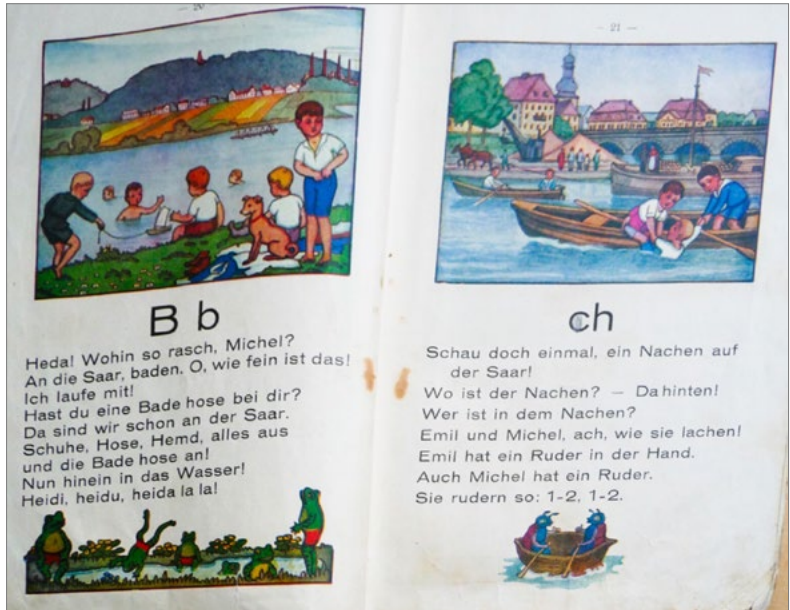 — 20 —
B b
Heda! Wohin so rasch, Michel?
An die Saar, baden. O, wie fein ist das!
Ich laufe mit!
Hast du eine Badehose bei dir?
Da sind wir schon an der Saar.
Schuhe, Hose, Hemd, alles aus
und die Badehose an!
Nun hinein in das Wasser!
Heidi, heidu, heida la la!
— 21 —
ch
Schau doch einmal, ein Nachen auf
der Saar!
Wo ist der Nachen? — Da hinten!
Wer ist in dem Nachen?
Emil und Michel, ach, wie sie lachen!
Emil hat ein Ruder in der Hand.
Auch Michel hat ein Ruder.
Sie rudern so: 1-2, 1-2.